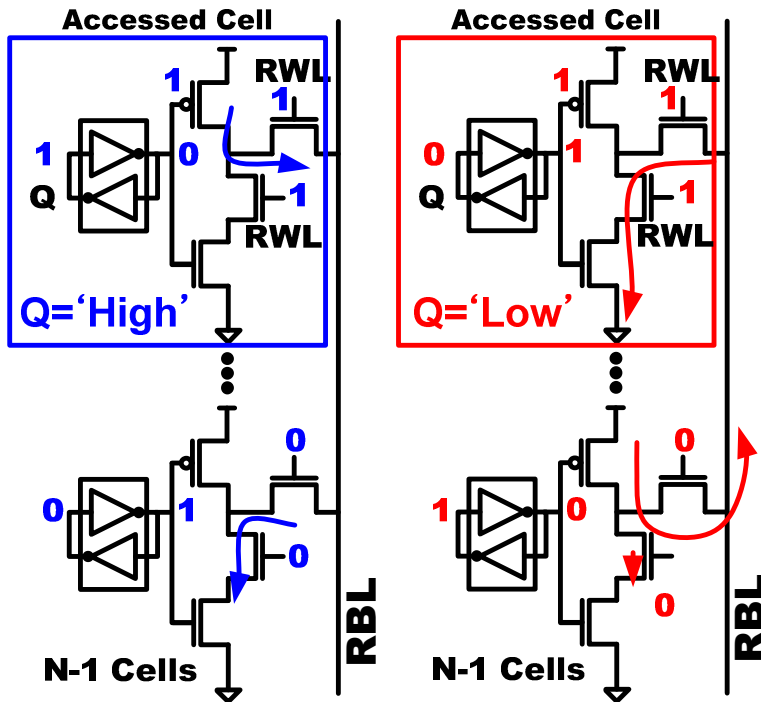 Accessed Cell
RWL
1
1
1
0
Q
1
RWL
Q=‘High’
0
0
1
0
N-1 Cells
RBL
Accessed Cell
RWL
1
1
0
1
Q
1
RWL
Q=‘Low’
0
1
0
0
N-1 Cells
RBL